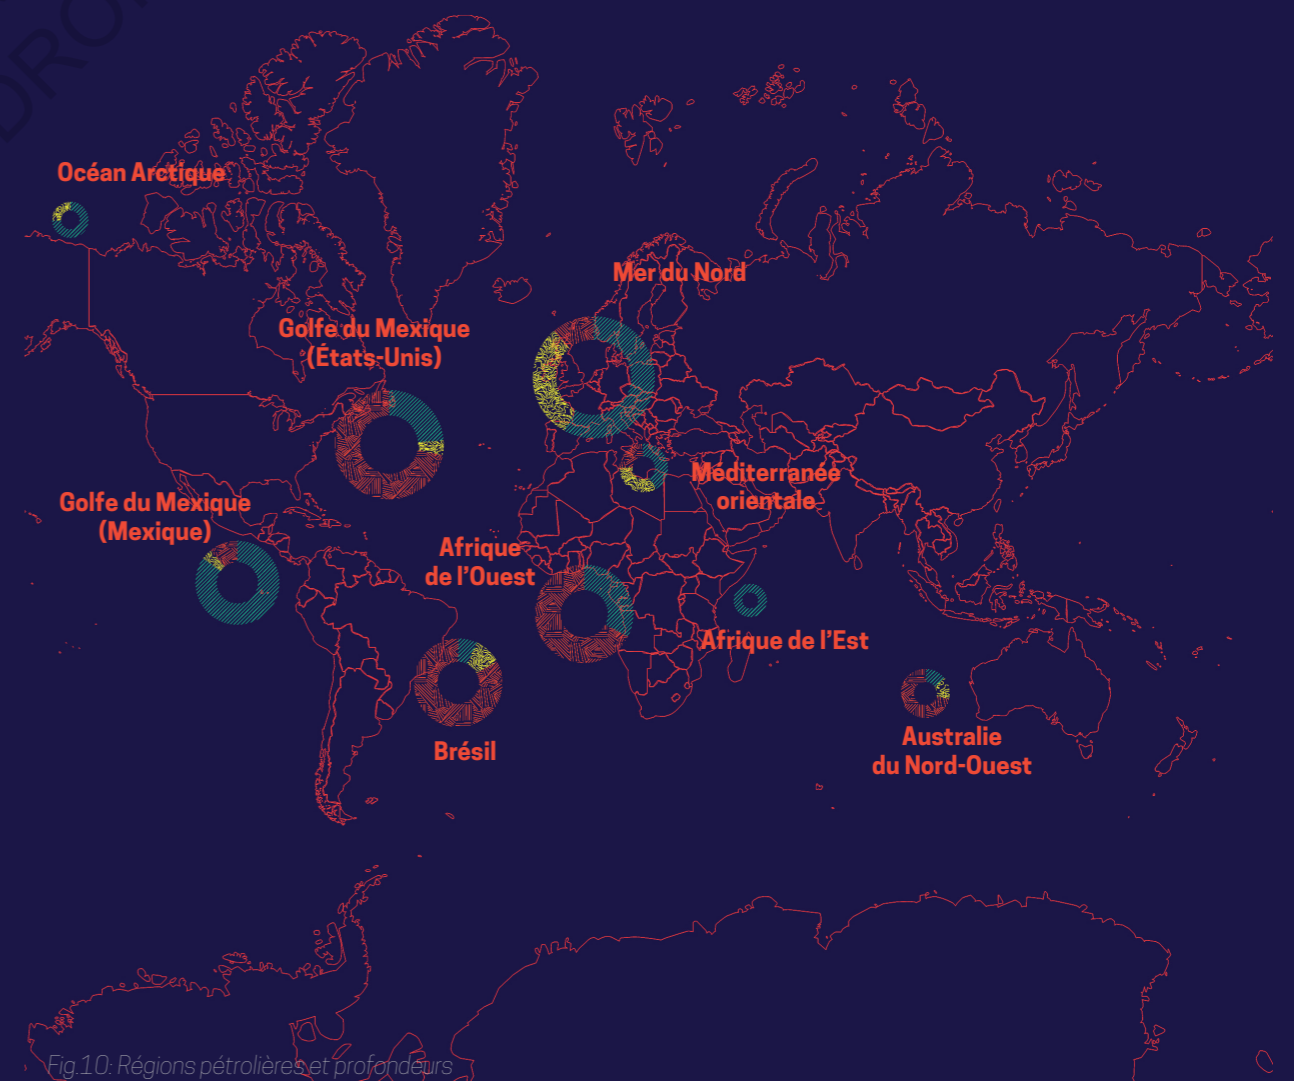 DRO
Océan Arctique
Mer du Nord
Golfe du Mexique
(États-Unis)
Méditerranée
orientale
Golfe du Mexique
(Mexique)
Afrique
de l'Ouest
Afrique de l'Est
Brésil
Australie
du Nord-Ouest
Fig.10: Régions pétrolières et profondeurs